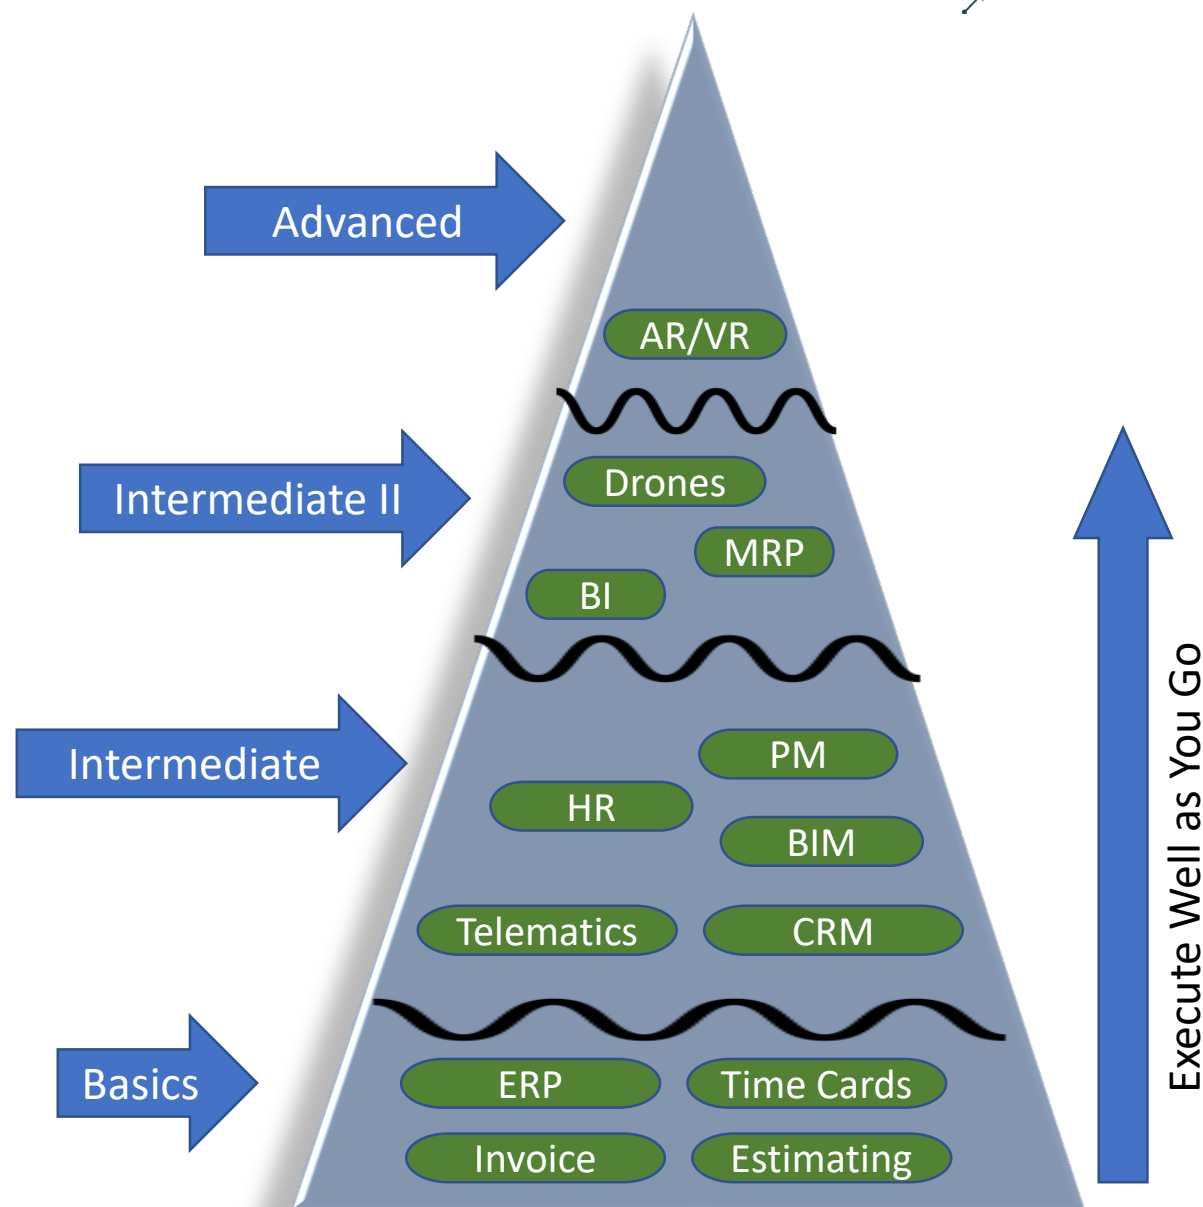 Advanced
AR/VR
Intermediate II
Drones
MRP
BI
Intermediate
PM
HR
BIM
Telematics
CRM
Basics
ERP
Time Cards
Invoice
Estimating
Execute Well as You Go